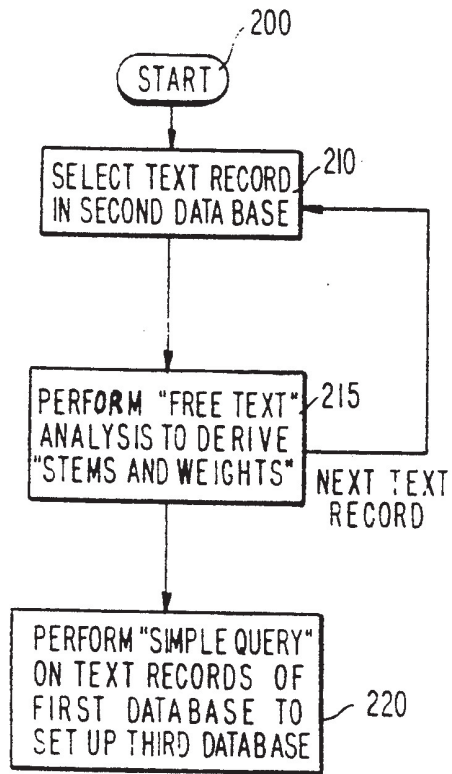 200
START
SELECT TEXT RECORD
IN SECOND DATA BASE
210
PERFORM "FREE TEXT"
ANALYSIS TO DERIVE
"STEMS AND WEIGHTS"
215
NEXT TEXT
RECORD
PERFORM "SIMPLE QUERY"
ON TEXT RECORDS OF
FIRST DATABASE TO
SET UP THIRD DATABASE
220